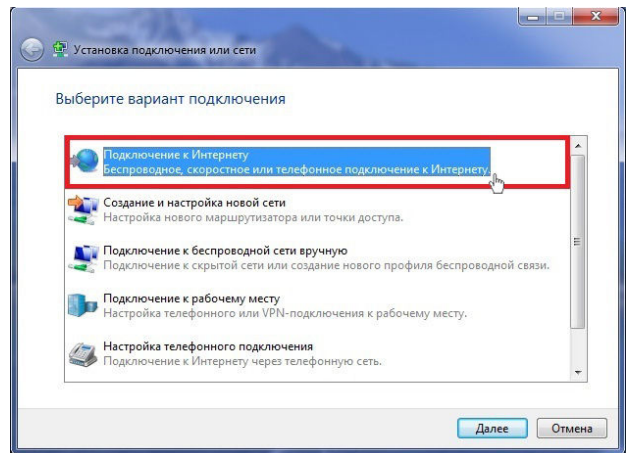 Установка подключения или сети
Выберите вариант подключения
Подключение к Интернету
Беспроводное, скоростное или телефонное подключение к Интернету.
Создание и настройка новой сети
Настройка нового маршрутизатора или точки доступа.
Подключение к беспроводной сети вручную
Подключение к скрытой сети или создание нового профиля беспроводной связи.
Подключение к рабочему месту
Настройка телефонного или VPN-подключения к рабочему месту.
Настройка телефонного подключения
Подключение к Интернету через телефонную сеть.
Далее
Отмена